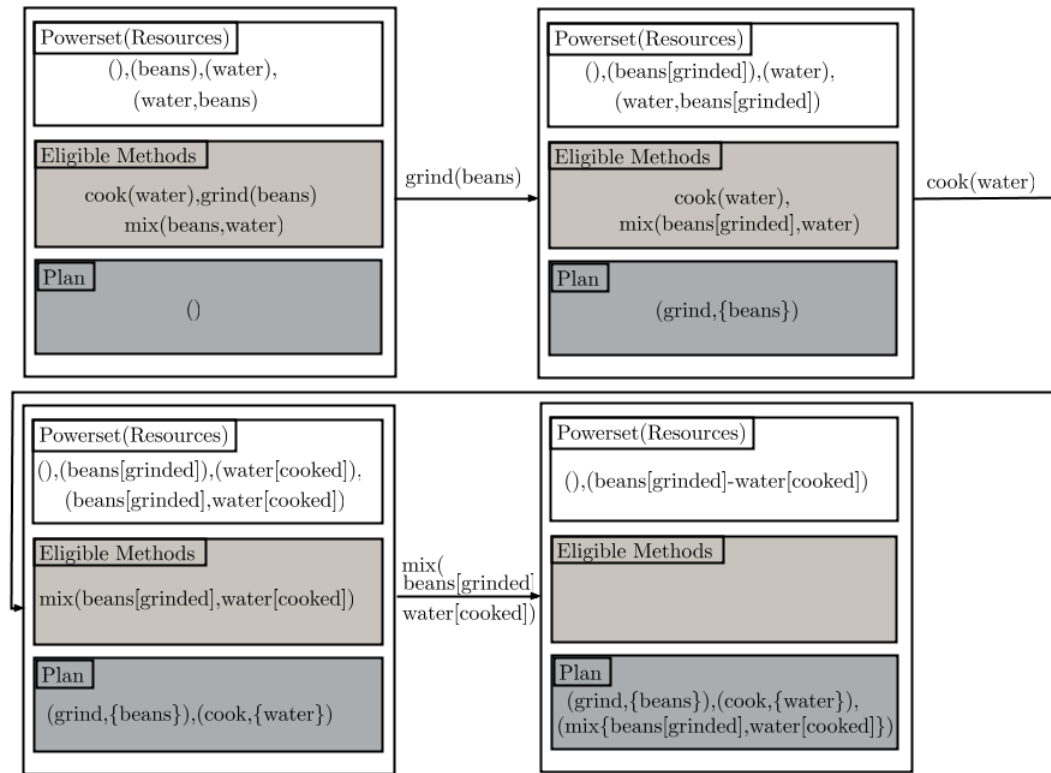 Powerset(Resources)
(),(beans),(water),
(water,beans)
Eligible Methods
cook(water),grind(beans)
mix(beans,water)
Plan
()
grind(beans)
Powerset(Resources)
(),(beans[grinded]),(water),
(water,beans[grinded])
Eligible Methods
cook(water),
mix(beans[grinded],water)
Plan
(grind,{beans})
cook(water)
Powerset(Resources)
(),(beans[grinded]),(water[cooked]),
(beans[grinded],water[cooked])
Eligible Methods
mix(beans[grinded],water[cooked])
Plan
(grind,{beans}),(cook,{water})
mix(
beans[grinded]
water[cooked])
Powerset(Resources)
(),(beans[grinded]-water[cooked])
Eligible Methods
Plan
(grind,{beans}),(cook,{water}),
(mix{beans[grinded],water[cooked]})